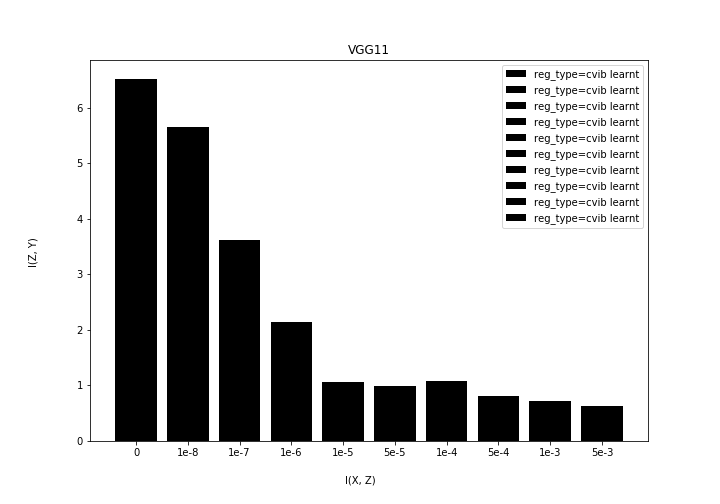 VGG11
reg_type=cvib learnt
reg_type=cvib learnt
reg_type=cvib learnt
reg_type=cvib learnt
reg_type=cvib learnt
reg_type=cvib learnt
reg_type=cvib learnt
reg_type=cvib learnt
reg_type=cvib learnt
reg_type=cvib learnt
I(Z, Y)
6
5
4
3
2
1
0
0 1e-8 1e-7 1e-6 1e-5 5e-5 1e-4 5e-4 1e-3 5e-3
I(X, Z)